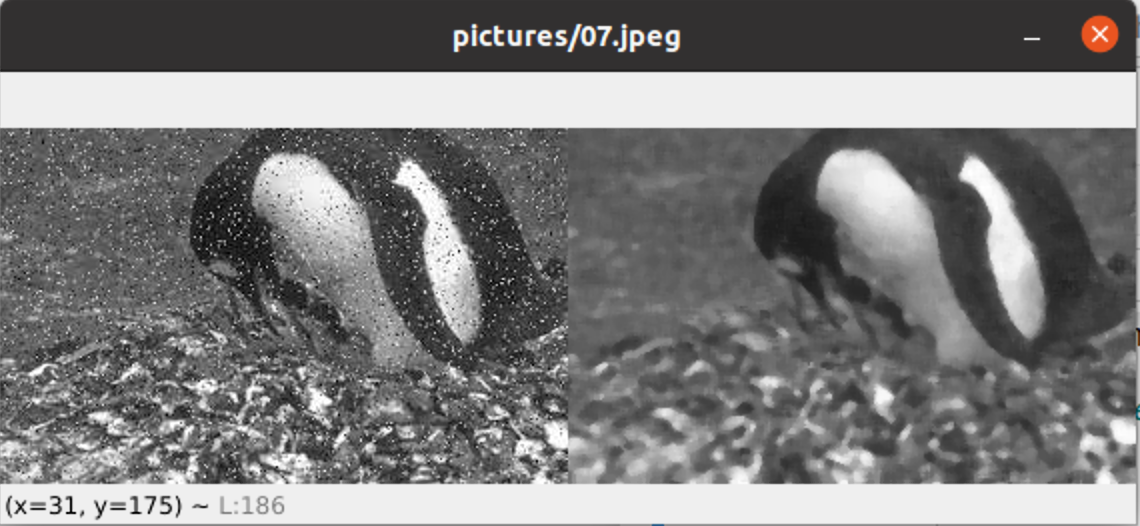 pictures/07.jpeg
(x=31, y=175) ~ L:186